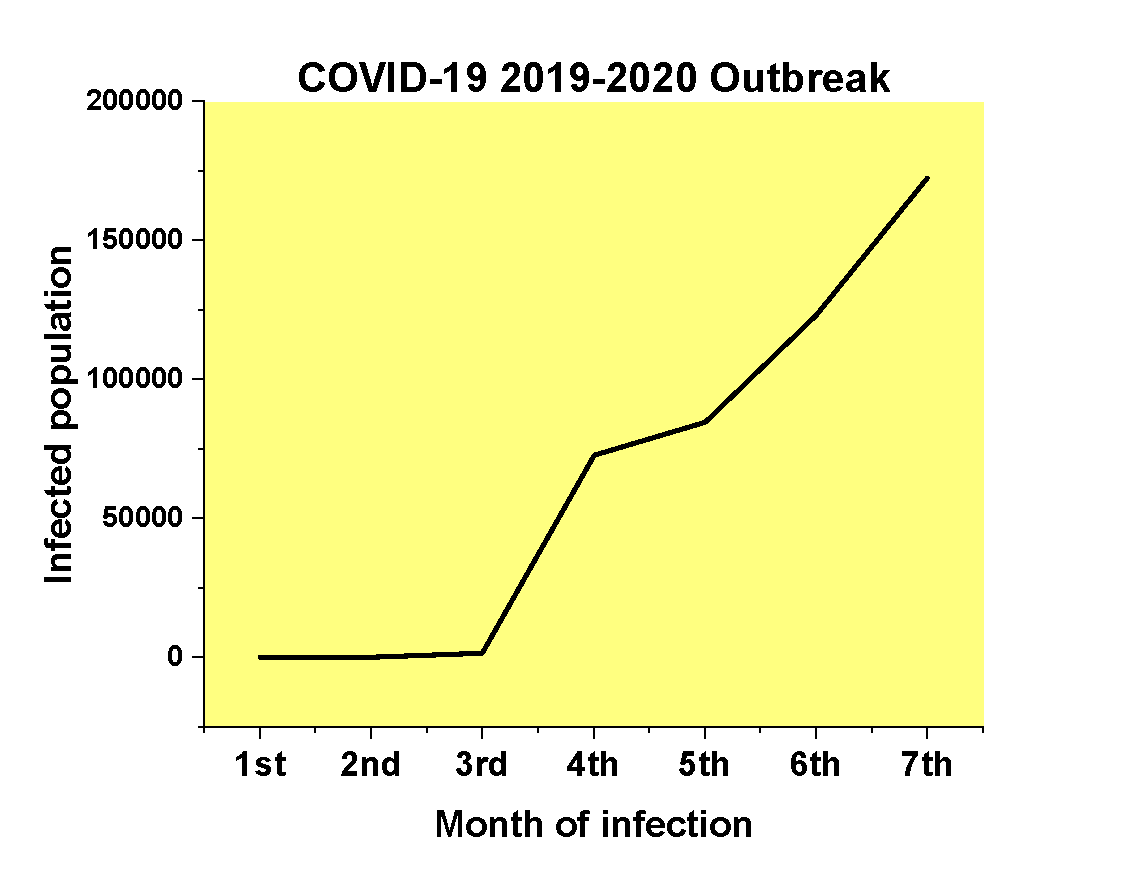 COVID-19 2019-2020 Outbreak
200000
150000
100000
50000
0
Infected population
1st 2nd 3rd 4th 5th 6th 7th
Month of infection